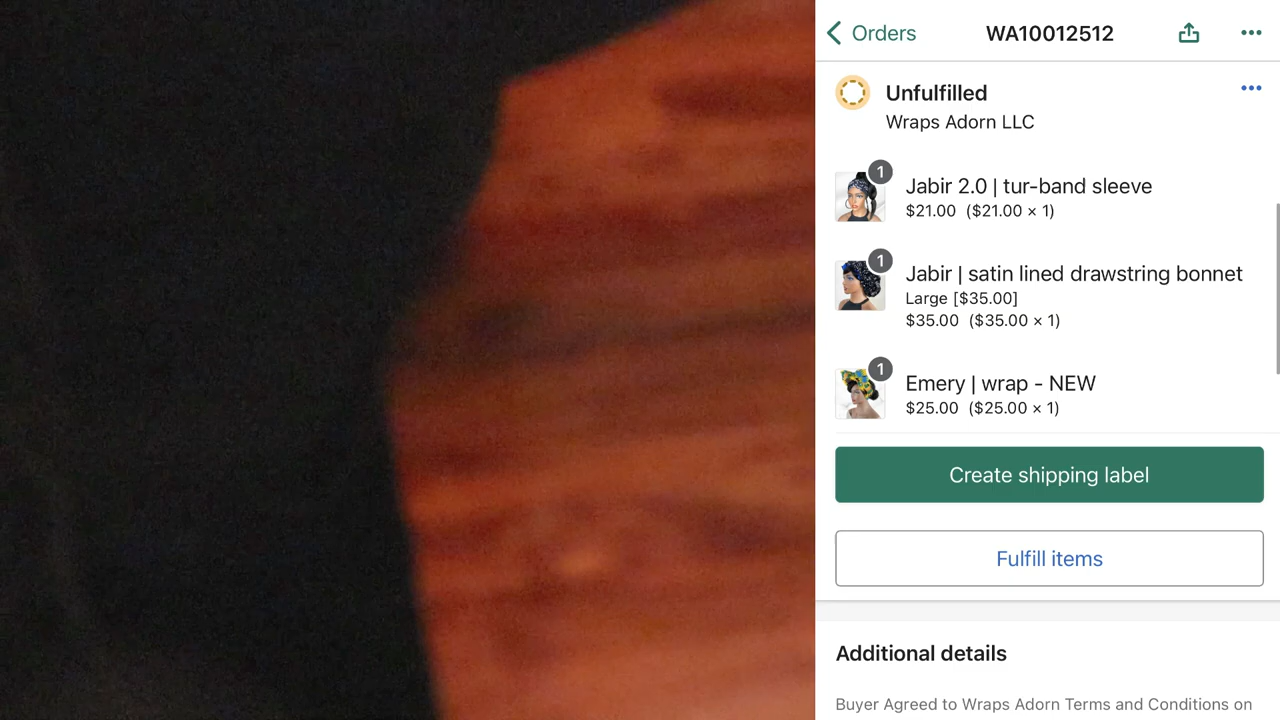 Orders
WA10012512
Unfulfilled
Wraps Adorn LLC
1
Jabir 2.0 | tur-band sleeve
$21.00 ($21.00 × 1)
1
Jabir | satin lined drawstring bonnet
Large [$35.00]
$35.00 ($35.00 × 1)
1
Emery | wrap - NEW
$25.00 ($25.00 × 1)
Create shipping label
Fulfill items
Additional details
Buyer Agreed to Wraps Adorn Terms and Conditions on